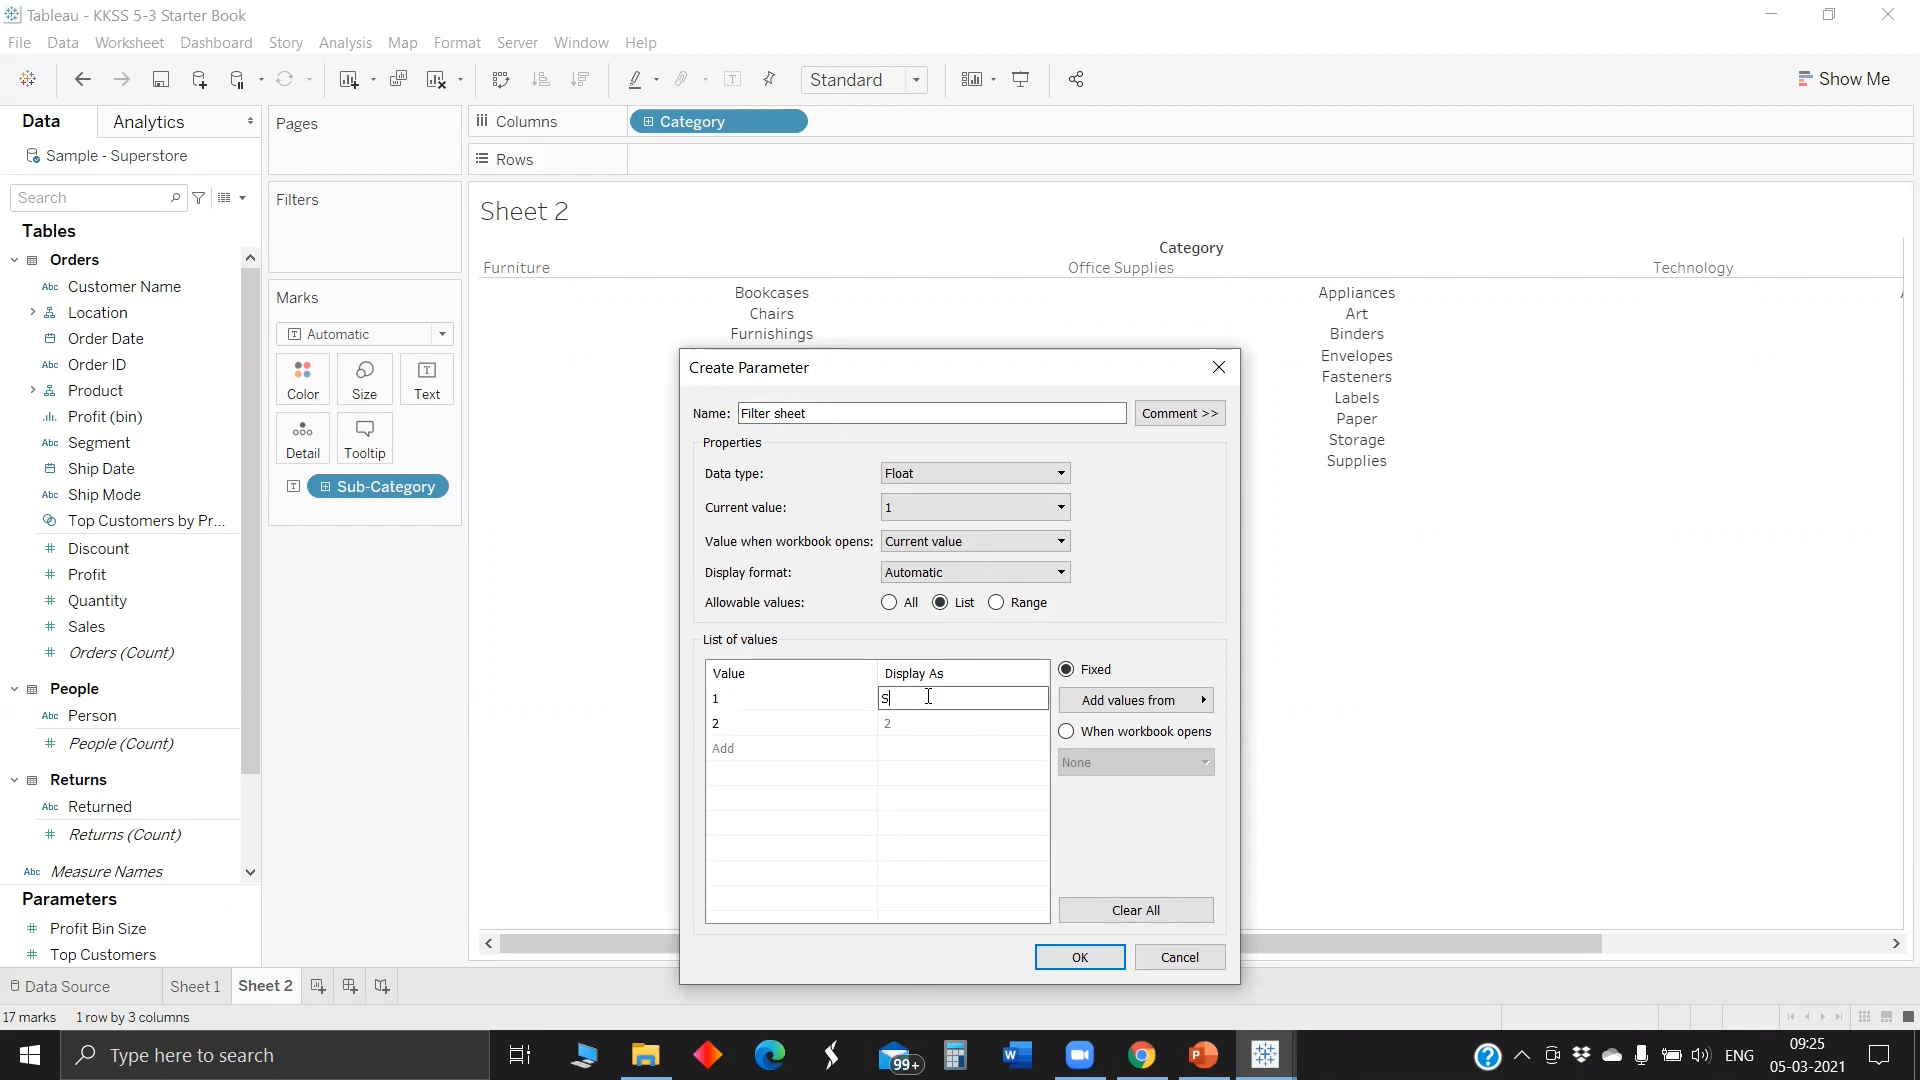 Tableau - KKSS 5-3 Starter Book
File Data Worksheet Dashboard Story Analysis Map Format Server Window Help
Standard
Show Me
Data
Analytics
Sample - Superstore
Search
Tables
Orders
Abc Customer Name
Location
Order Date
Abc Order ID
Product
Profit (bin)
Abc Segment
Ship Date
Abc Ship Mode
Top Customers by Pr...
Discount
Profit
Quantity
Sales
Orders (Count)
People
Abc Person
People (Count)
Returns
Abc Returned
Returns (Count)
Abc Measure Names
Parameters
Profit Bin Size
Top Customers
Pages
Filters
Marks
Automatic
Color
Size
Text
Detail
Tooltip
Sub-Category
Columns
Category
Rows
Sheet 2
Category
Furniture
Office Supplies
Technology
Bookcases
Chairs
Furnishings
Appliances
Art
Binders
Envelopes
Fasteners
Labels
Paper
Storage
Supplies
Create Parameter
Name: Filter sheet
Comment >>
Properties
Data type: Float
Current value: 1
Value when workbook opens: Current value
Display format: Automatic
Allowable values: All List Range
List of values
Value Display As
1 S
2 2
Add
Fixed
Add values from
When workbook opens
None
Clear All
OK
Cancel
Data Source
Sheet 1
Sheet 2
17 marks 1 row by 3 columns
Type here to search
99+
ENG
09:25
05-03-2021